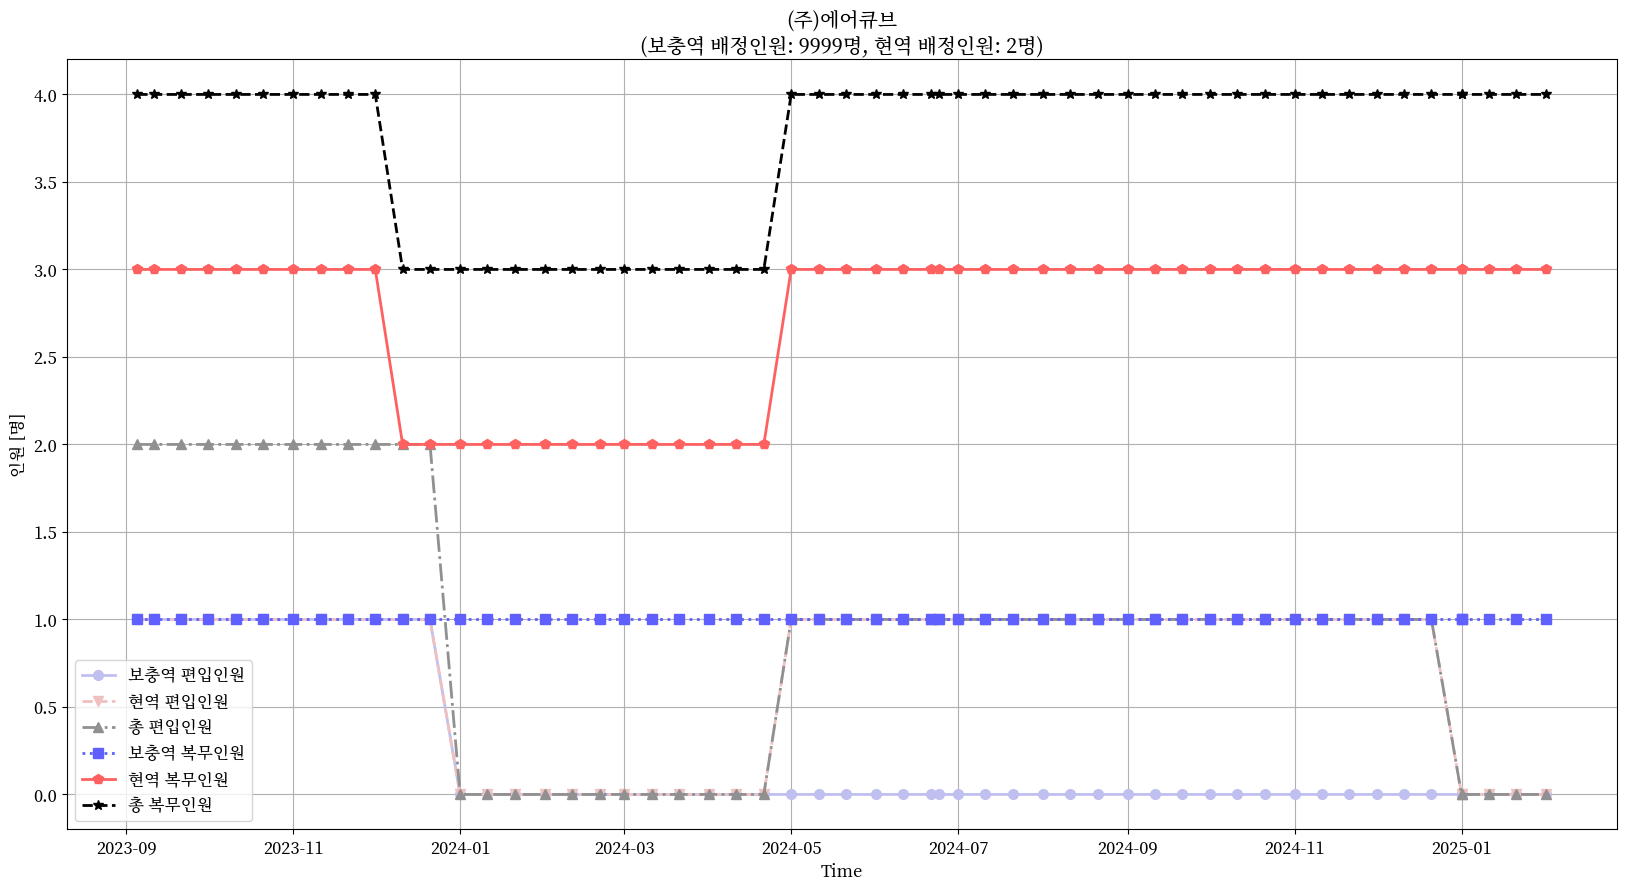 (주)에어큐브
(보충역 배정인원: 9999명, 현역 배정인원: 2명)
인원 [명]
4.0
3.5
3.0
2.5
2.0
1.5
1.0
0.5
0.0
보충역 편입인원
현역 편입인원
총 편입인원
보충역 복무인원
현역 복무인원
총 복무인원
2023-09
2023-11
2024-01
2024-03
2024-05
2024-07
2024-09
2024-11
2025-01
Time